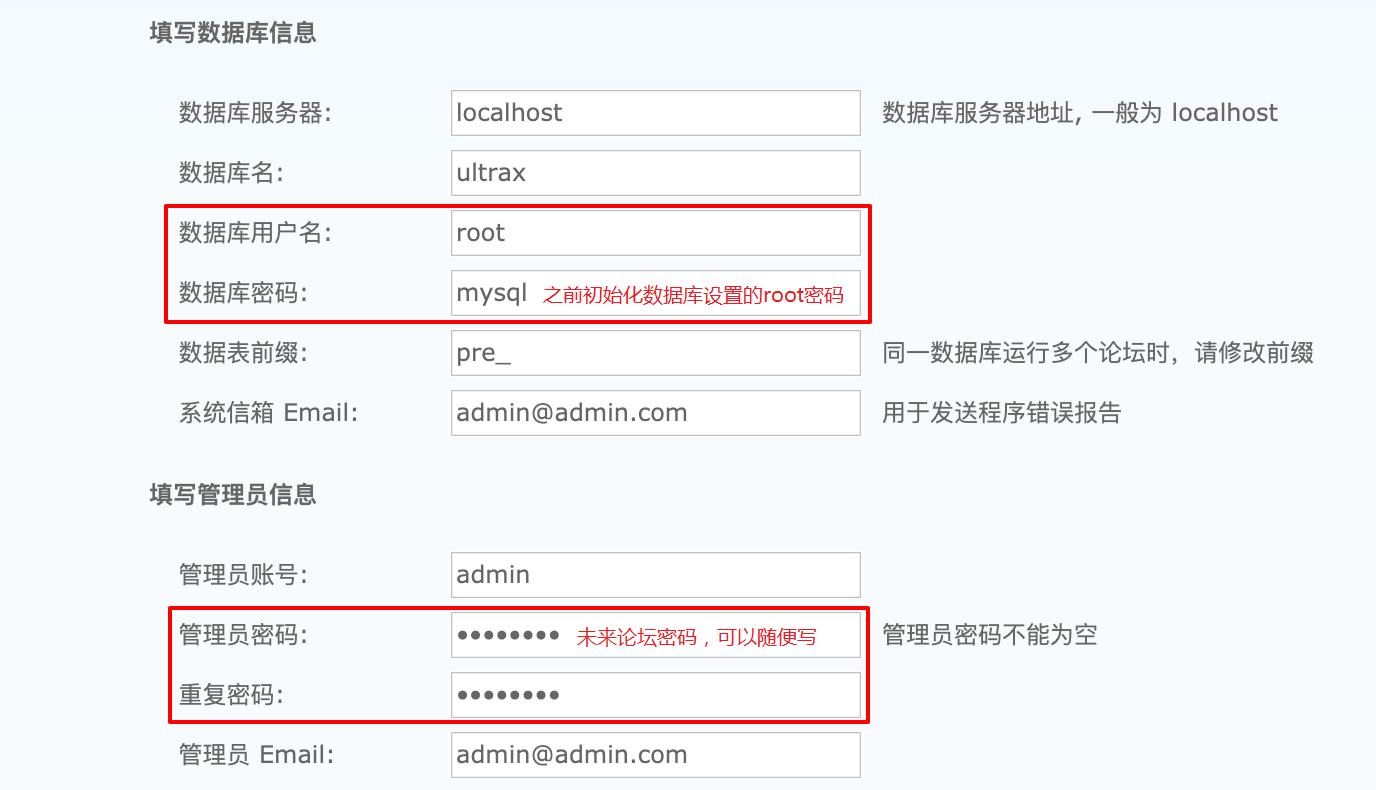 填写数据库信息
数据库服务器: localhost 数据库服务器地址, 一般为 localhost
数据库名: ultrax
数据库用户名: root
数据库密码: mysql 之前初始化数据库设置的root密码
数据表前缀: pre_ 同一数据库运行多个论坛时，请修改前缀
系统信箱 Email: admin@admin.com 用于发送程序错误报告
填写管理员信息
管理员账号: admin
管理员密码: •••••••• 未来论坛密码，可以随便写 管理员密码不能为空
重复密码: ••••••••
管理员 Email: admin@admin.com